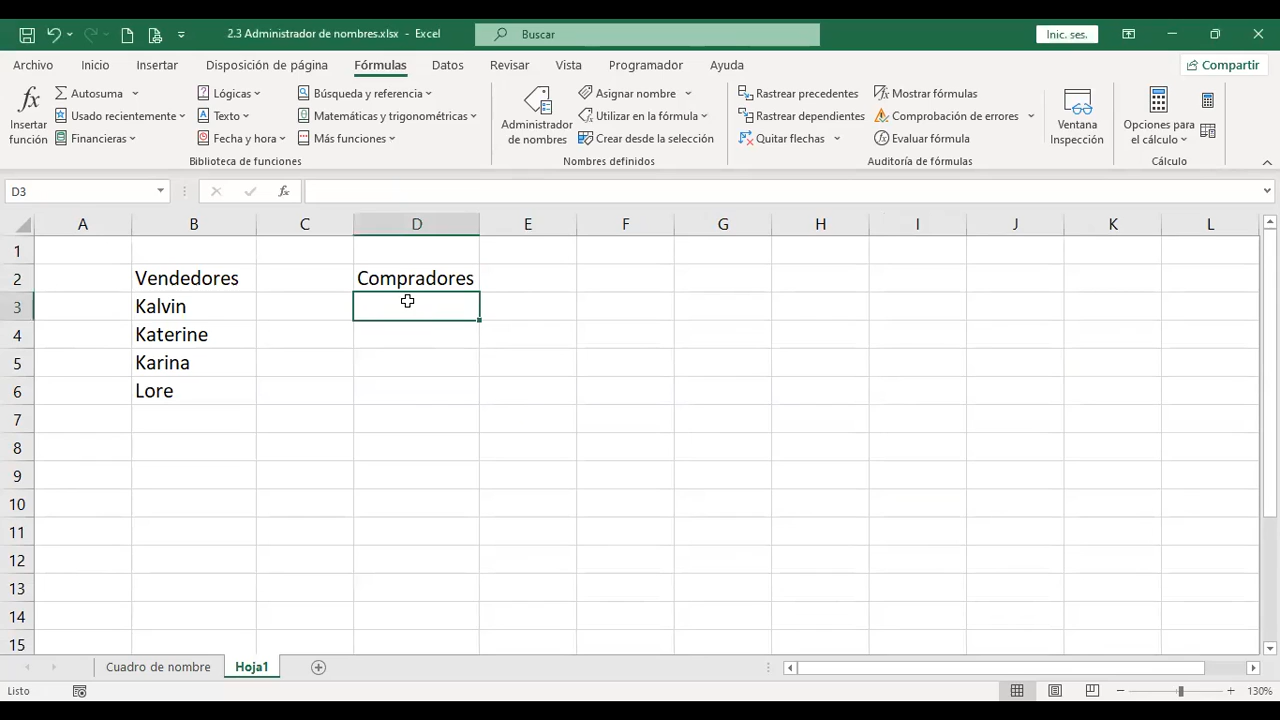 2.3 Administrador de nombres.xlsx - Excel
Buscar
Inic. ses.
Archivo Inicio Insertar Disposición de página Fórmulas Datos Revisar Vista Programador Ayuda Compartir
Insertar función
Autosuma
Usado recientemente
Financieras
Lógicas
Texto
Fecha y hora
Búsqueda y referencia
Matemáticas y trigonométricas
Más funciones
Biblioteca de funciones
Administrador de nombres
Asignar nombre
Utilizar en la fórmula
Crear desde la selección
Nombres definidos
Rastrear precedentes
Rastrear dependientes
Quitar flechas
Mostrar fórmulas
Comprobación de errores
Evaluar fórmula
Auditoría de fórmulas
Ventana Inspección
Opciones para el cálculo
Cálculo
D3
fx
A B C D E F G H I J K L
1
2 Vendedores Compradores
3 Kalvin
4 Katerine
5 Karina
6 Lore
7
8
9
10
11
12
13
14
15
Cuadro de nombre Hoja1
Listo
130%